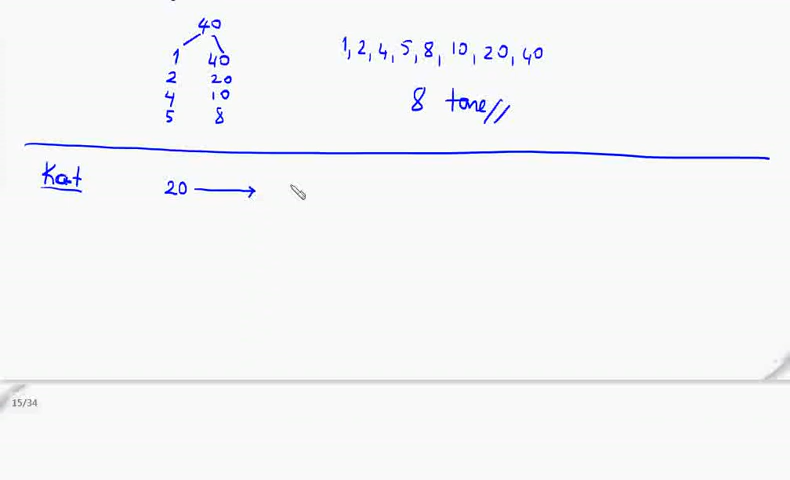 40
1 40
2 20
4 10
5 8
1, 2, 4, 5, 8, 10, 20, 40
8 tane//
Kat
20 →
15/34